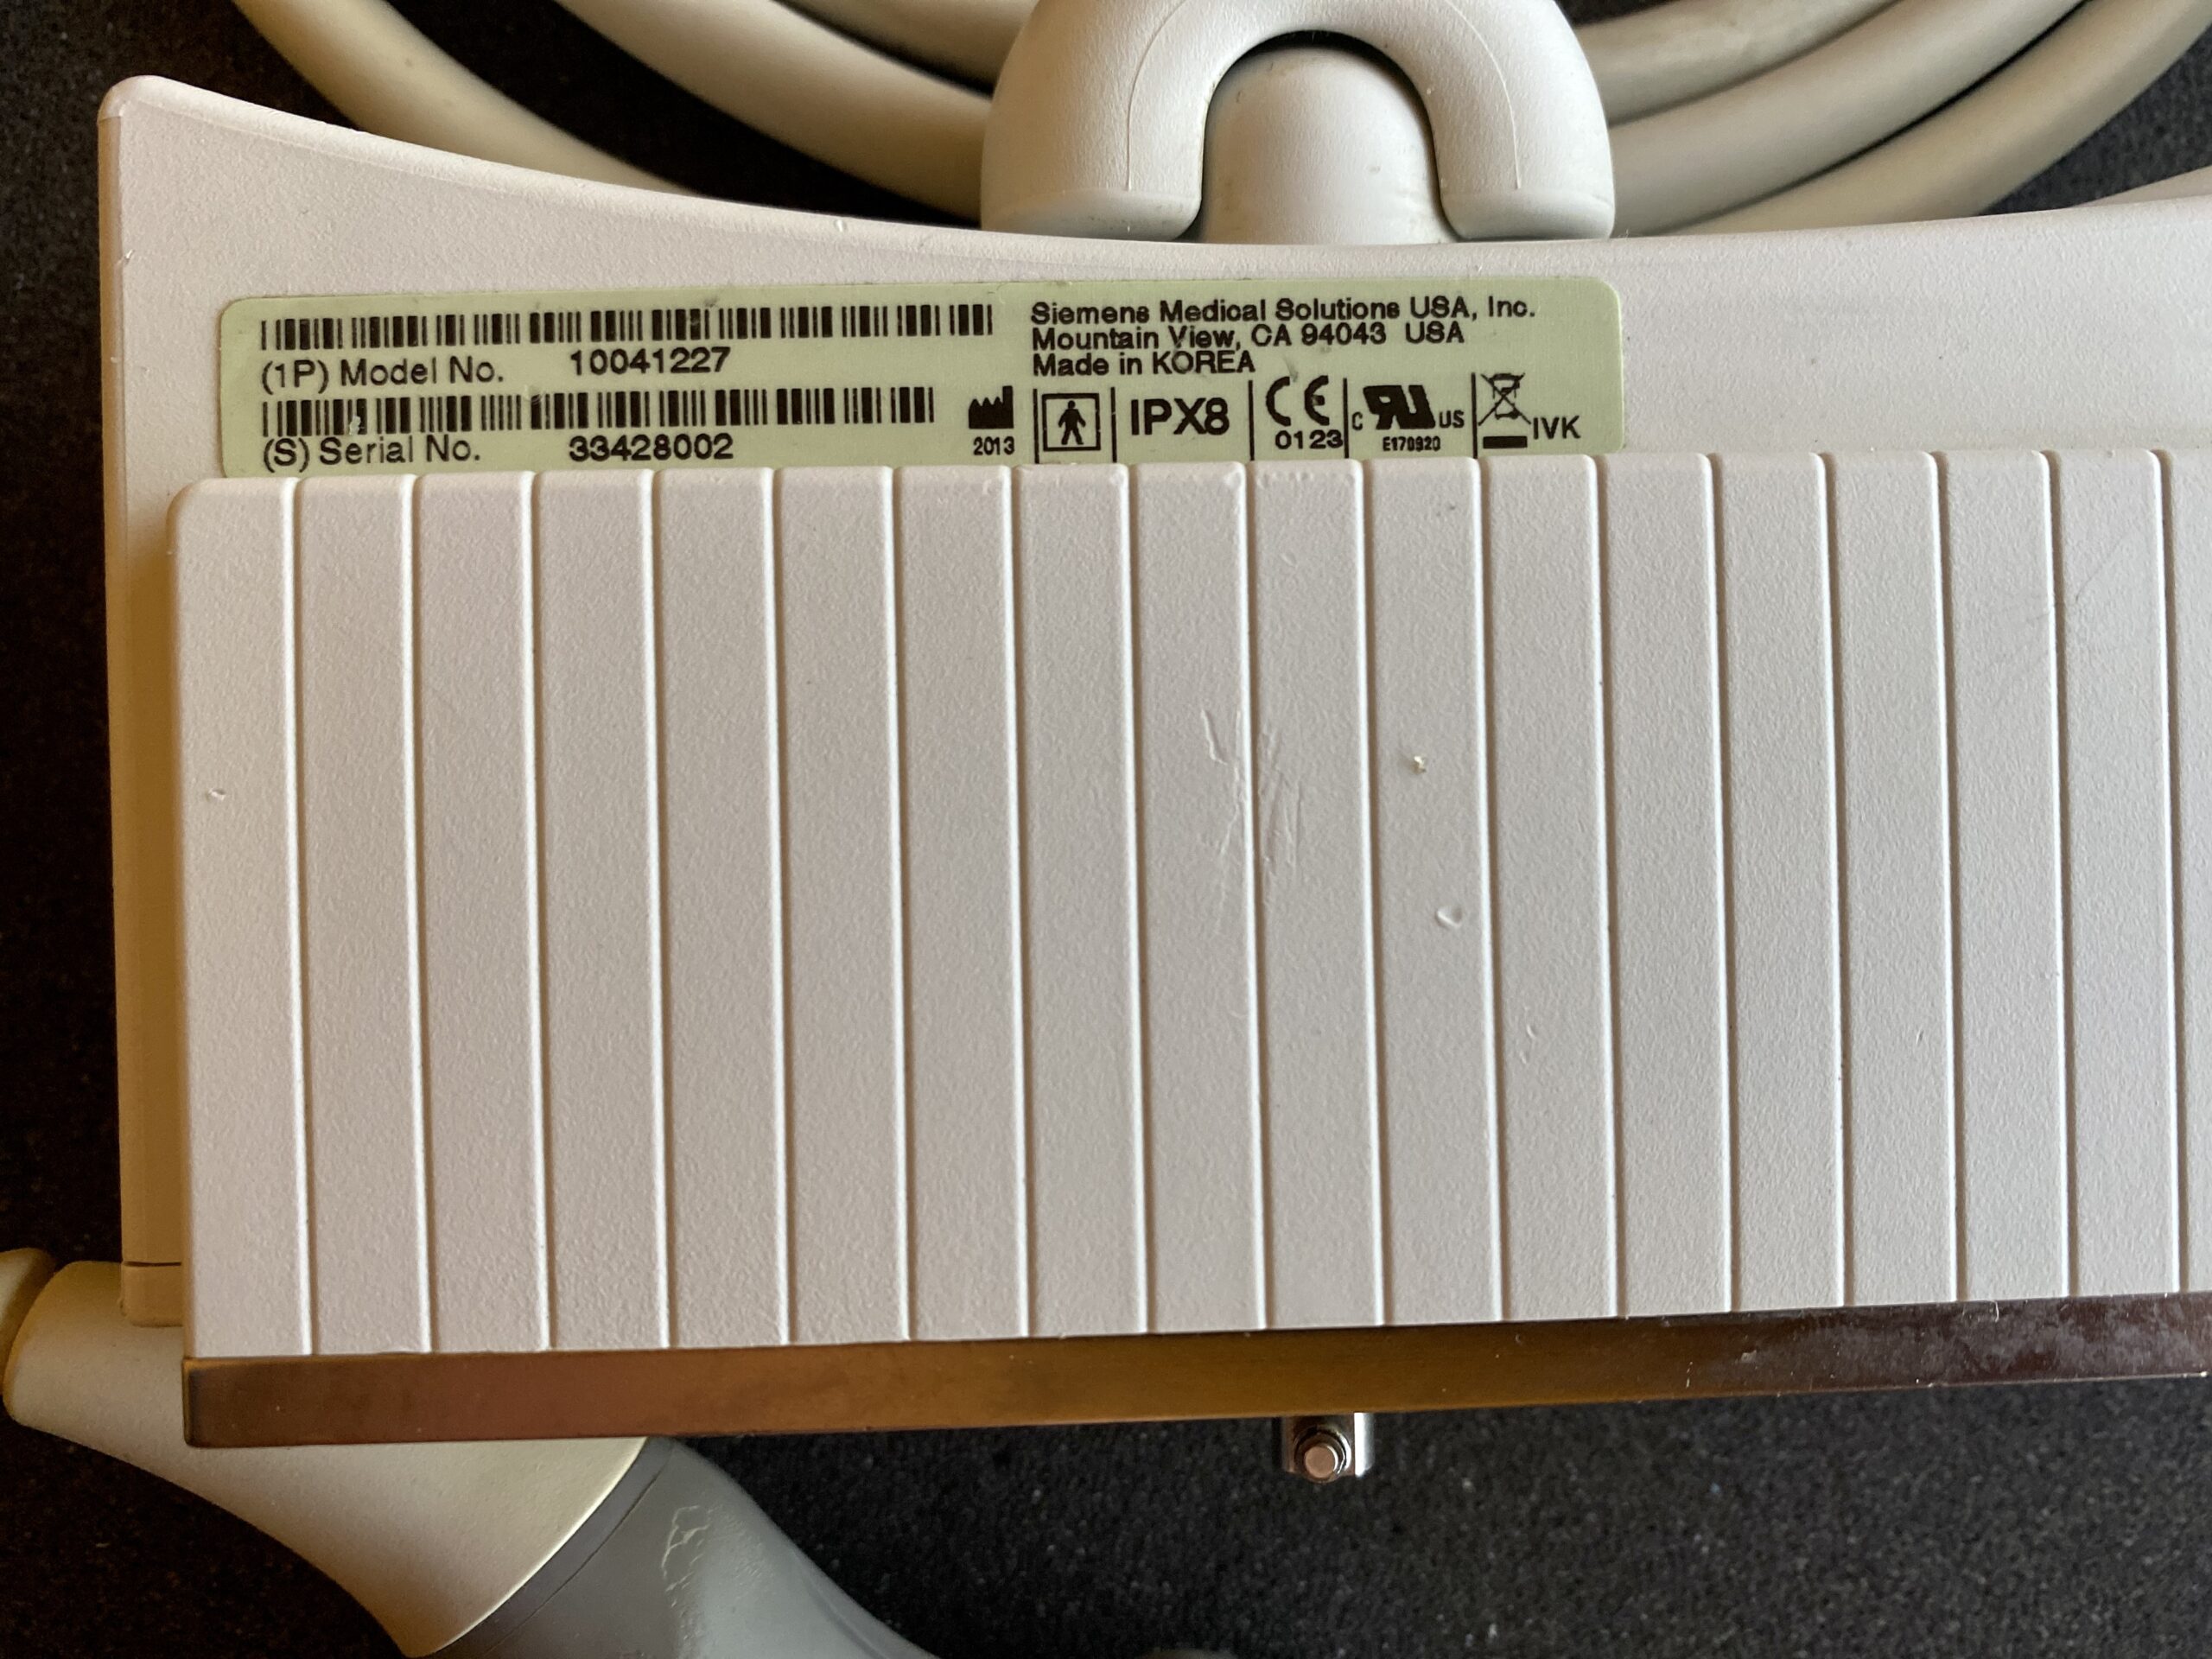 (1P) Model No. 10041227
(S) Serial No. 33428002
2013
Siemens Medical Solutions USA, Inc.
Mountain View, CA 94043 USA
Made in KOREA
IPX8
CE
0123
c RU US
E170920
IVK